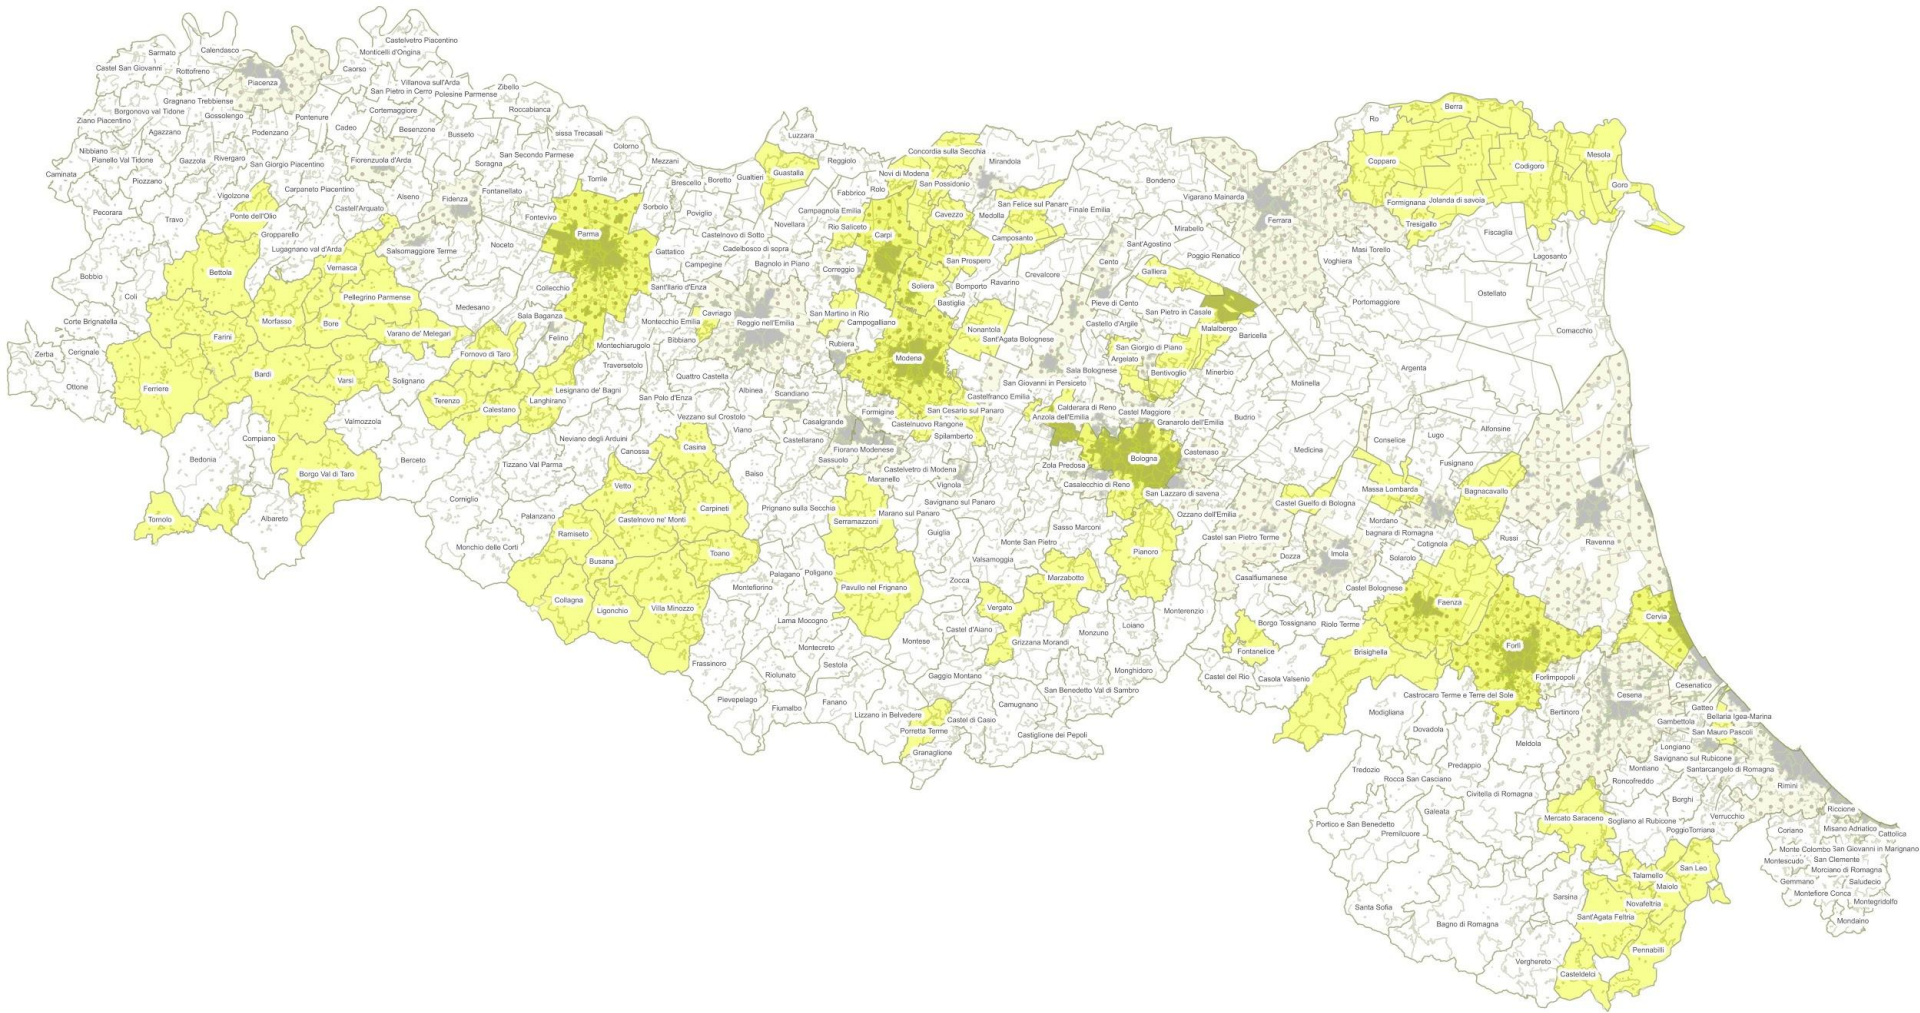 Castelvetro Piacentino
Monticelli d'Ongina
Sarmato
Calendasco
Castel San Giovanni
Rottofreno
Piacenza
Caorso
Villanova sull'Arda
San Pietro in Cerro
Polesine Parmense
Zibello
Gragnano Trebbiense
Borgonovo val Tidone
Gossolengo
Ziano Piacentino
Pontenure
Cortemaggiore
Roccabianca
Agazzano
Podenzano
Cadeo
Besenzone
Busseto
sissa Trecasali
Colorno
Nibbiano
Pianello Val Tidone
Gazzola
Rivergaro
San Giorgio Piacentino
Fiorenzuola d'Arda
San Secondo Parmense
Soragna
Mezzani
Caminata
Piozzano
Vigolzone
Carpaneto Piacentino
Alseno
Fontanellato
Torrile
Brescello
Boretto
Gualtieri
Guastalla
Luzzara
Reggiolo
Pecorara
Travo
Ponte dell'Olio
Castell'Arquato
Fidenza
Fontevivo
Sorbolo
Poviglio
Gropparello
Lugagnano val d'Arda
Salsomaggiore Terme
Noceto
Parma
Gattatico
Castelnovo di Sotto
Cadelbosco di sopra
Novellara
Campagnola Emilia
Fabbrico
Rolo
Rio Saliceto
Bobbio
Coli
Bettola
Vernasca
Pellegrino Parmense
Medesano
Collecchio
Sant'Ilario d'Enza
Campegine
Bagnolo in Piano
Correggio
Corte Brignatella
Farini
Morfasso
Bore
Varano de' Melegari
Sala Baganza
Felino
Montecchio Emilia
Cavriago
Bibbiano
Reggio nell'Emilia
San Martino in Rio
Campogalliano
Rubiera
Zerba
Cerignale
Ottone
Ferriere
Bardi
Varsi
Solignano
Fornovo di Taro
Montechiarugolo
Traversetolo
Quattro Castella
Albinea
Scandiano
Terenzo
Calestano
Langhirano
Lesignano de' Bagni
San Polo d'Enza
Vezzano sul Crostolo
Viano
Casalgrande
Castellarano
Valmozzola
Compiano
Bedonia
Borgo Val di Taro
Berceto
Neviano degli Arduini
Tizzano Val Parma
Canossa
Casina
Baiso
Tornolo
Albareto
Corniglio
Palanzano
Monchio delle Corti
Vetto
Castelnovo ne' Monti
Carpineti
Ramiseto
Busana
Toano
Collagna
Ligonchio
Villa Minozzo
Concordia sulla Secchia
Mirandola
Novi di Modena
San Possidonio
San Felice sul Panaro
Finale Emilia
Cavezzo
Medolla
Camposanto
Carpi
San Prospero
Soliera
Bomporto
Ravarino
Bastiglia
Nonantola
Modena
Crevalcore
Sant'Agata Bolognese
Formigine
San Cesario sul Panaro
Castelfranco Emilia
Castelnuovo Rangone
Spilamberto
Fiorano Modenese
Sassuolo
Castelvetro di Modena
Maranello
Vignola
Savignano sul Panaro
Prignano sulla Secchia
Serramazzoni
Marano sul Panaro
Guiglia
Palagano
Polignano
Montefiorino
Pavullo nel Frignano
Zocca
Lama Mocogno
Montese
Montecreto
Sestola
Frassinoro
Riolunato
Pievepelago
Fiumalbo
Fanano
Bondeno
Vigarano Mainarda
Ferrara
Mirabello
Sant'Agostino
Poggio Renatico
Cento
Galliera
Pieve di Cento
San Pietro in Casale
Castello d'Argile
Malalbergo
Baricella
San Giorgio di Piano
Argelato
Bentivoglio
Minerbio
Sala Bolognese
San Giovanni in Persiceto
Molinella
Calderara di Reno
Castel Maggiore
Anzola dell'Emilia
Granarolo dell'Emilia
Budrio
Bologna
Castenaso
Zola Predosa
Casalecchio di Reno
San Lazzaro di savena
Medicina
Ozzano dell'Emilia
Castel Guelfo di Bologna
Sasso Marconi
Monte San Pietro
Pianoro
Castel san Pietro Terme
Valsamoggia
Marzabotto
Dozza
Imola
Casalfiumanese
Vergato
Monterenzio
Castel d'Aiano
Grizzana Morandi
Monzuno
Loiano
Borgo Tossignano
Fontanelice
Gaggio Montano
Monghidoro
Castel del Rio
San Benedetto Val di Sambro
Lizzano in Belvedere
Camugnano
Castel di Casio
Porretta Terme
Castiglione dei Pepoli
Granaglione
Ro
Berra
Copparo
Codigoro
Mesola
Goro
Formignana
Jolanda di savoia
Tresigallo
Fiscaglia
Masi Torello
Voghiera
Lagosanto
Portomaggiore
Ostellato
Comacchio
Argenta
Alfonsine
Conselice
Lugo
Fusignano
Massa Lombarda
Bagnacavallo
Mordano
bagnara di Romagna
Cotignola
Russi
Ravenna
Solarolo
Castel Bolognese
Faenza
Riolo Terme
Cervia
Brisighella
Casola Valsenio
Forlì
Forlimpopoli
Castrocaro Terme e Terre del Sole
Bertinoro
Cesena
Cesenatico
Gatteo
Bellaria Igea-Marina
Gambettola
San Mauro Pascoli
Modigliana
Dovadola
Meldola
Longiano
Savignano sul Rubicone
Montiano
Santarcangelo di Romagna
Roncofreddo
Rimini
Tredozio
Predappio
Rocca San Casciano
Civitella di Romagna
Borghi
Verrucchio
Riccione
Galeata
Mercato Saraceno
Sogliano al Rubicone
PoggioTorriana
Coriano
Misano Adriatico
Cattolica
Portico e San Benedetto
Premilcuore
Monte Colombo
San Giovanni in Marignano
Montescudo
San Clemente
Morciano di Romagna
Gemmano
Saludecio
Montefiore Conca
Montegridolfo
Mondaino
San Leo
Talamello
Maiolo
Sarsina
Novafeltria
Sant'Agata Feltria
Santa Sofia
Bagno di Romagna
Pennabilli
Verghereto
Casteldelci